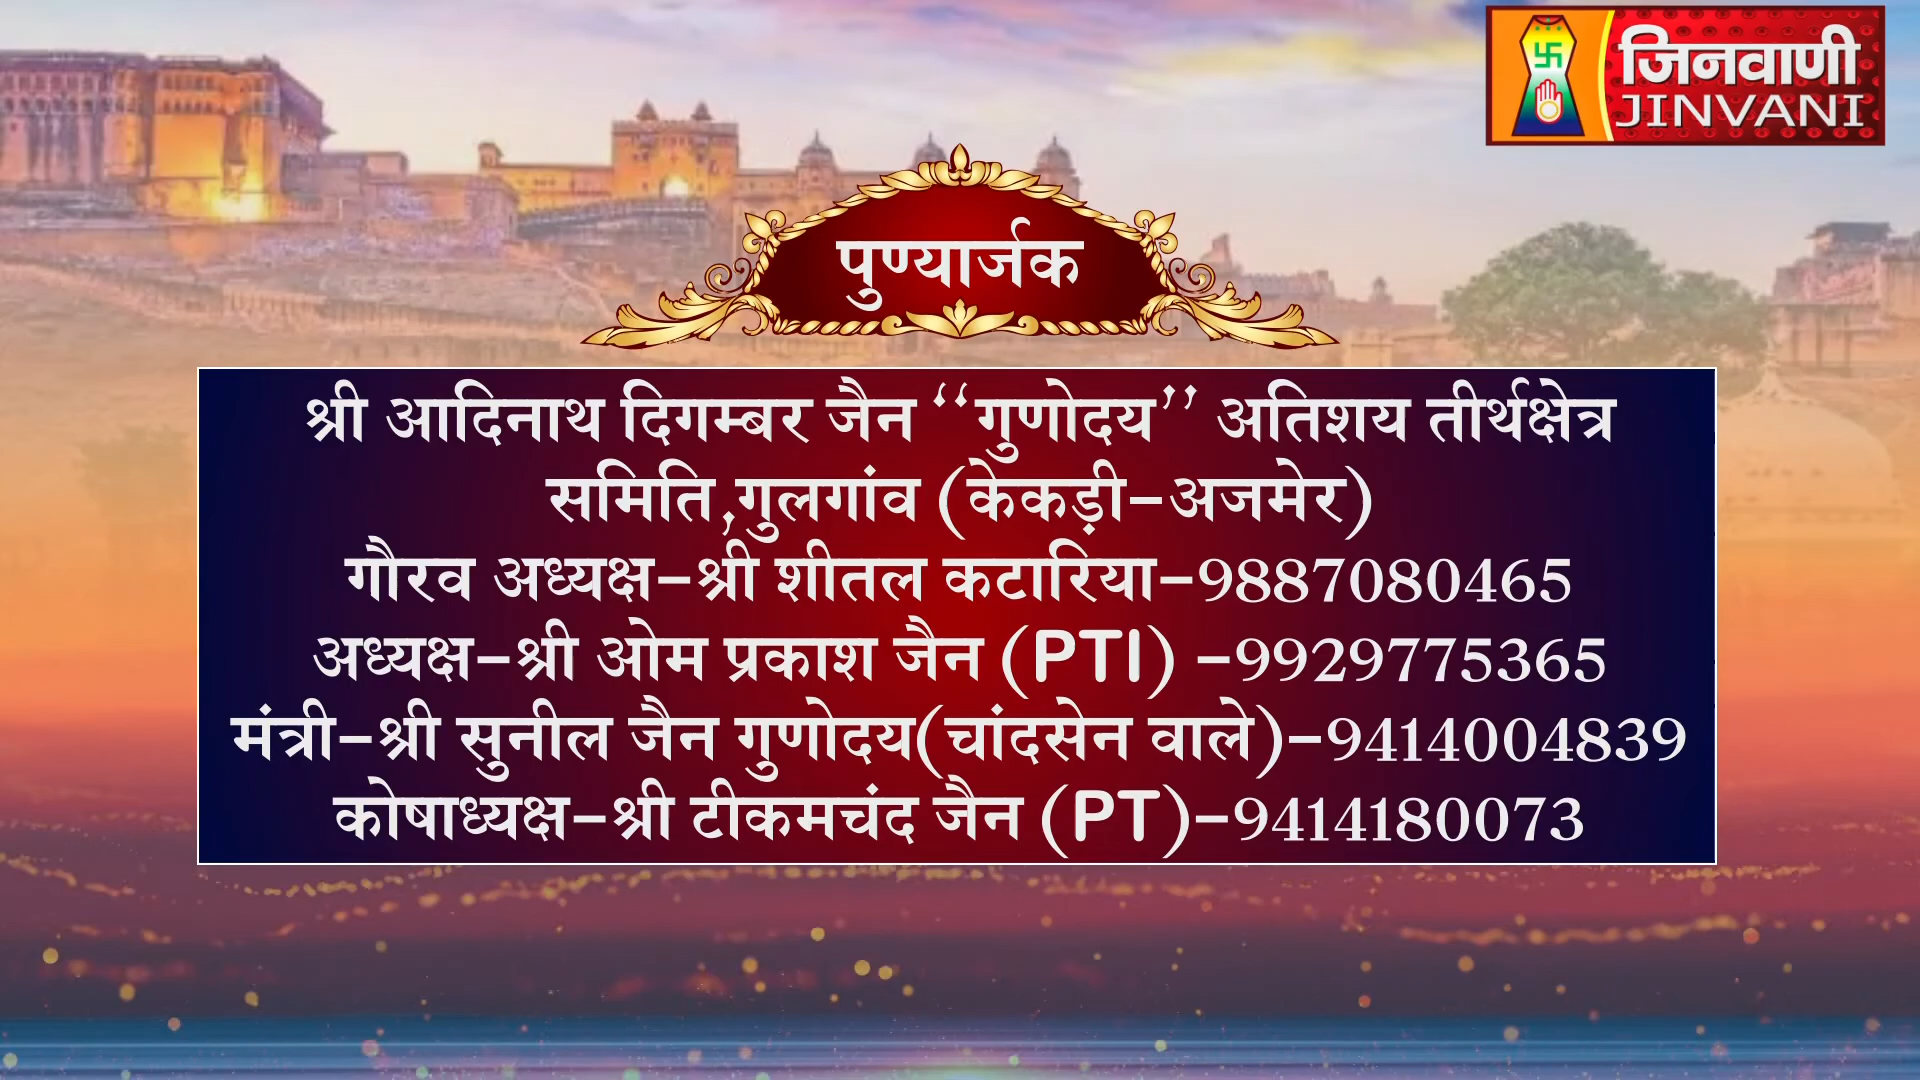 जिनवाणी
JINVANI
पुण्यार्जक
श्री आदिनाथ दिगम्बर जैन “गुणोदय” अतिशय तीर्थक्षेत्र
समिति,गुलगांव (केकड़ी-अजमेर)
गौरव अध्यक्ष-श्री शीतल कटारिया-9887080465
अध्यक्ष-श्री ओम प्रकाश जैन (PTI) -9929775365
मंत्री-श्री सुनील जैन गुणोदय(चांदसेन वाले)-9414004839
कोषाध्यक्ष-श्री टीकमचंद जैन (PT)-9414180073